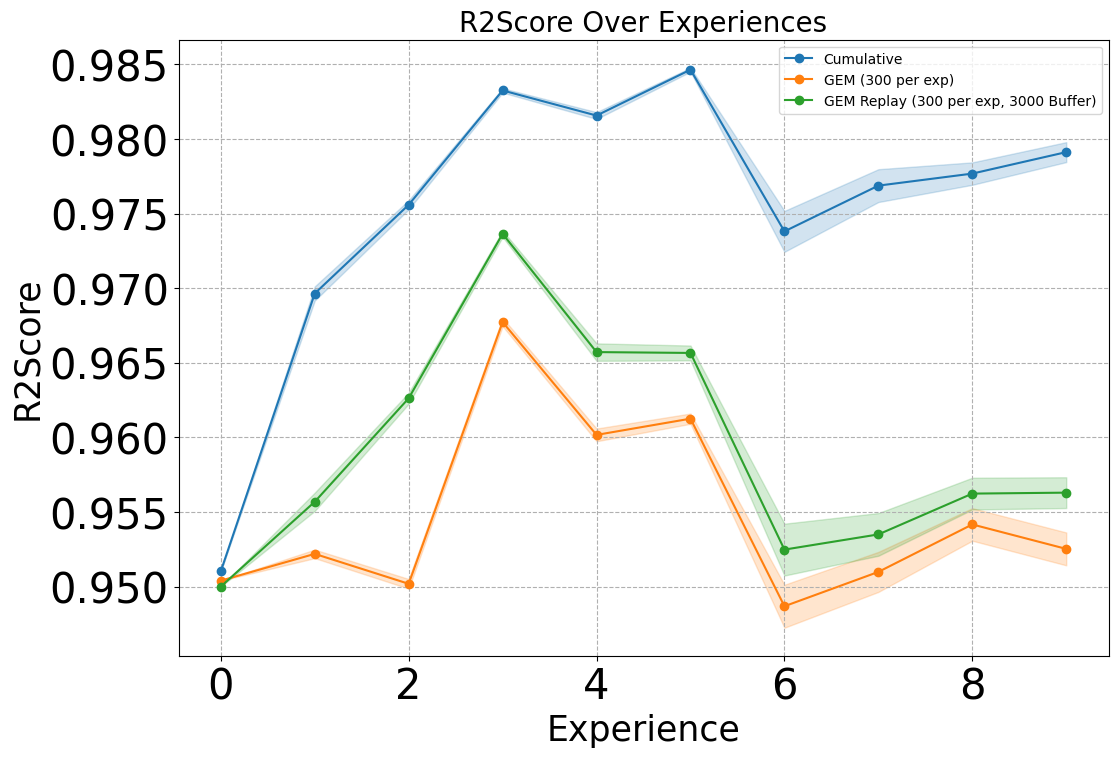 R2Score Over Experiences
Cumulative
GEM (300 per exp)
GEM Replay (300 per exp, 3000 Buffer)
0.985
0.980
0.975
0.970
0.965
0.960
0.955
0.950
R2Score
0 2 4 6 8
Experience